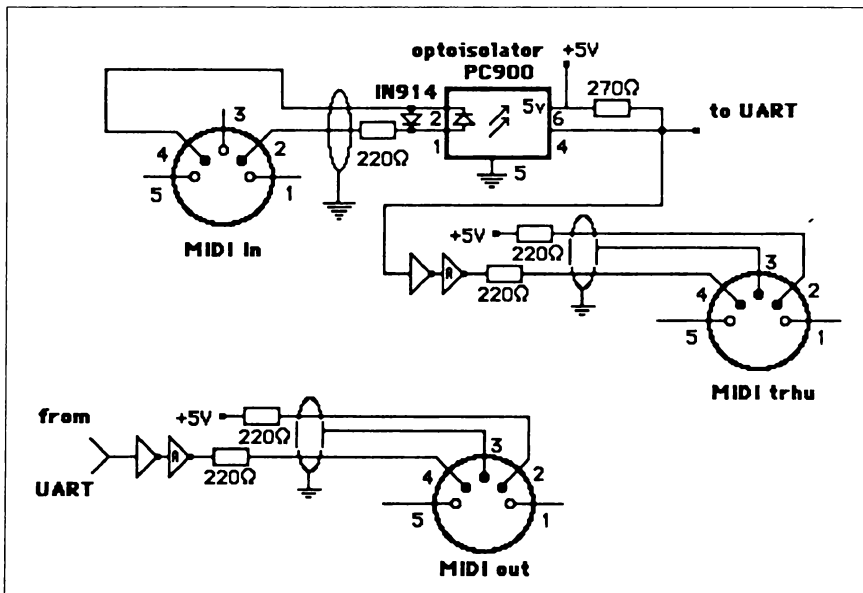 optoisolator
PC900
+5V
IN914
270Ω
5v
to UART
3
2
6
4
2
1
4
220Ω
5
5
1
MIDI in
+5V
220Ω
3
220Ω
4
2
5
1
MIDI trhu
from
+5V
220Ω
3
UART
220Ω
4
2
5
1
MIDI out
A
A